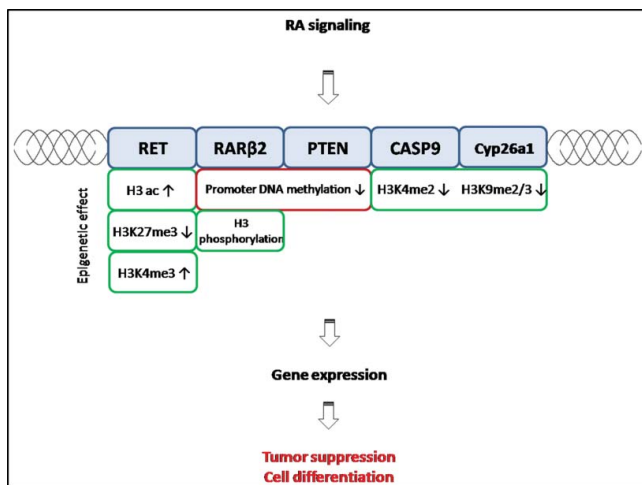 RA signaling
RET RARβ2 PTEN CASP9 Cyp26a1
Epigenetic effect
H3 ac ↑ Promoter DNA methylation ↓ H3K4me2 ↓ H3K9me2/3 ↓
H3K27me3 ↓ H3
phosphorylation
H3K4me3 ↑
Gene expression
Tumor suppression
Cell differentiation